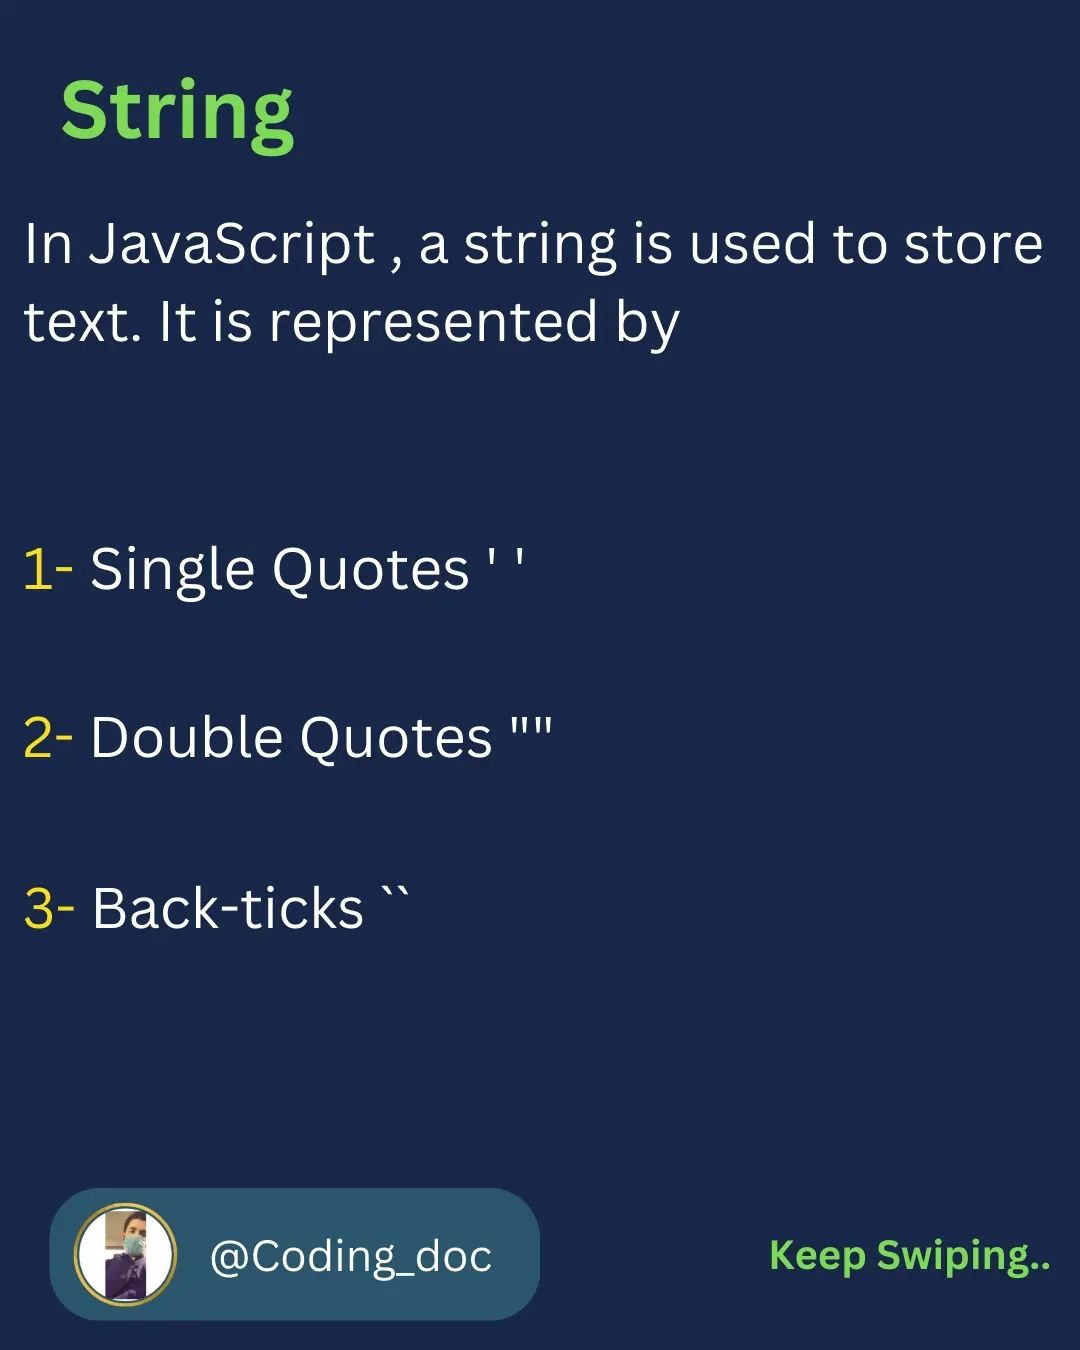 String
In JavaScript , a string is used to store
text. It is represented by
1- Single Quotes ' '
2- Double Quotes ""
3- Back-ticks ``
@Coding_doc
Keep Swiping..